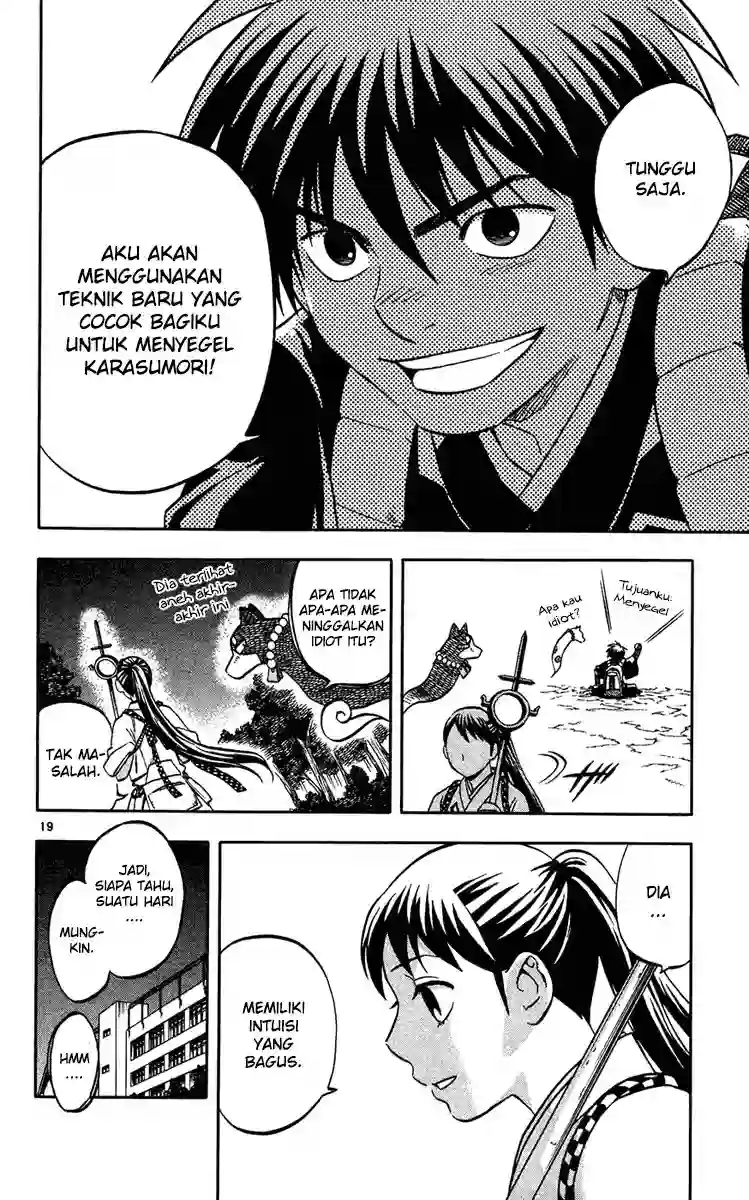 TUNGGU
SAJA.
AKU AKAN
MENGGUNAKAN
TEKNIK BARU YANG
COCOK BAGIKU
UNTUK MENYEGEL
KARASUMORI!
Tujuanku:
Menyegel
Apa kau
idiot?
APA TIDAK
APA-APA ME-
NINGGALKAN
IDIOT ITU?
Dia terlihat
aneh akhir-
akhir ini
TAK MA-
SALAH.
19
DIA
...
MEMILIKI
INTUISI
YANG
BAGUS.
JADI,
SIAPA TAHU,
SUATU HARI
....
MUNG-
KIN.
HMM
....